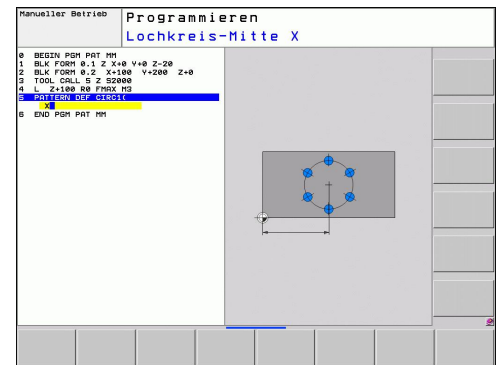 Manueller Betrieb
Programmieren
Lochkreis-Mitte X
0 BEGIN PGM PAT MM
1 BLK FORM 0.1 Z X+0 Y+0 Z-20
2 BLK FORM 0.2 X+100 Y+200 Z+0
3 TOOL CALL 5 Z S2000
4 L Z+100 R0 FMAX M3
5 PATTERN DEF CIRC1(
X
6 END PGM PAT MM